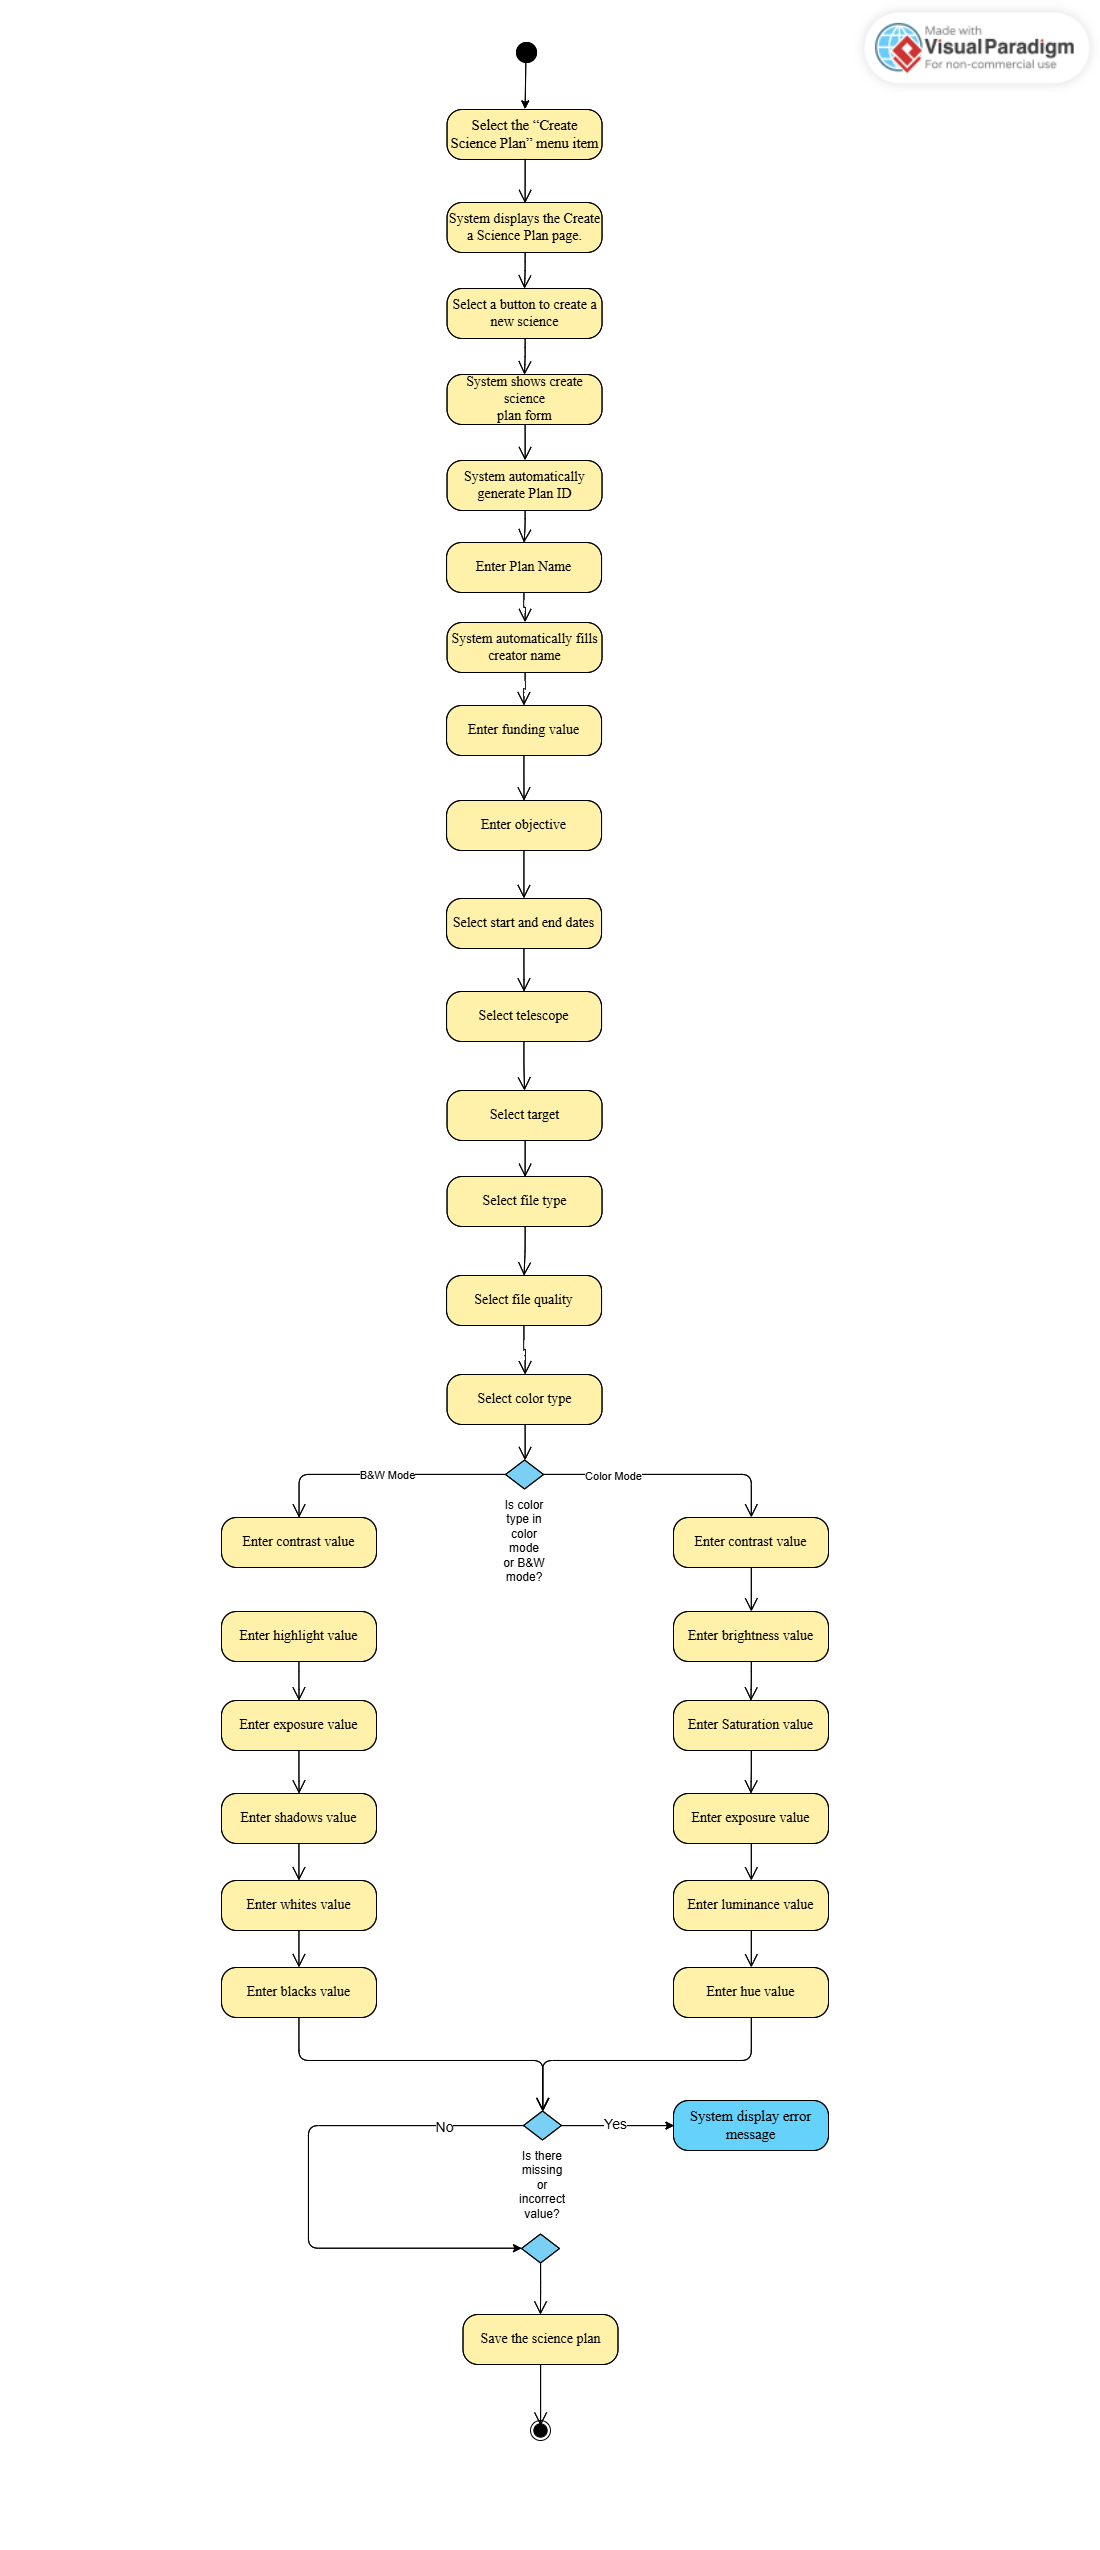 Made with
Visual Paradigm
For non-commercial use
Select the “Create
Science Plan” menu item
System displays the Create
a Science Plan page.
Select a button to create a
new science
System shows create
science
plan form
System automatically
generate Plan ID
Enter Plan Name
System automatically fills
creator name
Enter funding value
Enter objective
Select start and end dates
Select telescope
Select target
Select file type
Select file quality
Select color type
B&W Mode
Color Mode
Is color
type in
color
mode
or B&W
mode?
Enter contrast value
Enter contrast value
Enter highlight value
Enter brightness value
Enter exposure value
Enter Saturation value
Enter shadows value
Enter exposure value
Enter whites value
Enter luminance value
Enter blacks value
Enter hue value
No
Yes
System display error
message
Is there
missing
or
incorrect
value?
Save the science plan